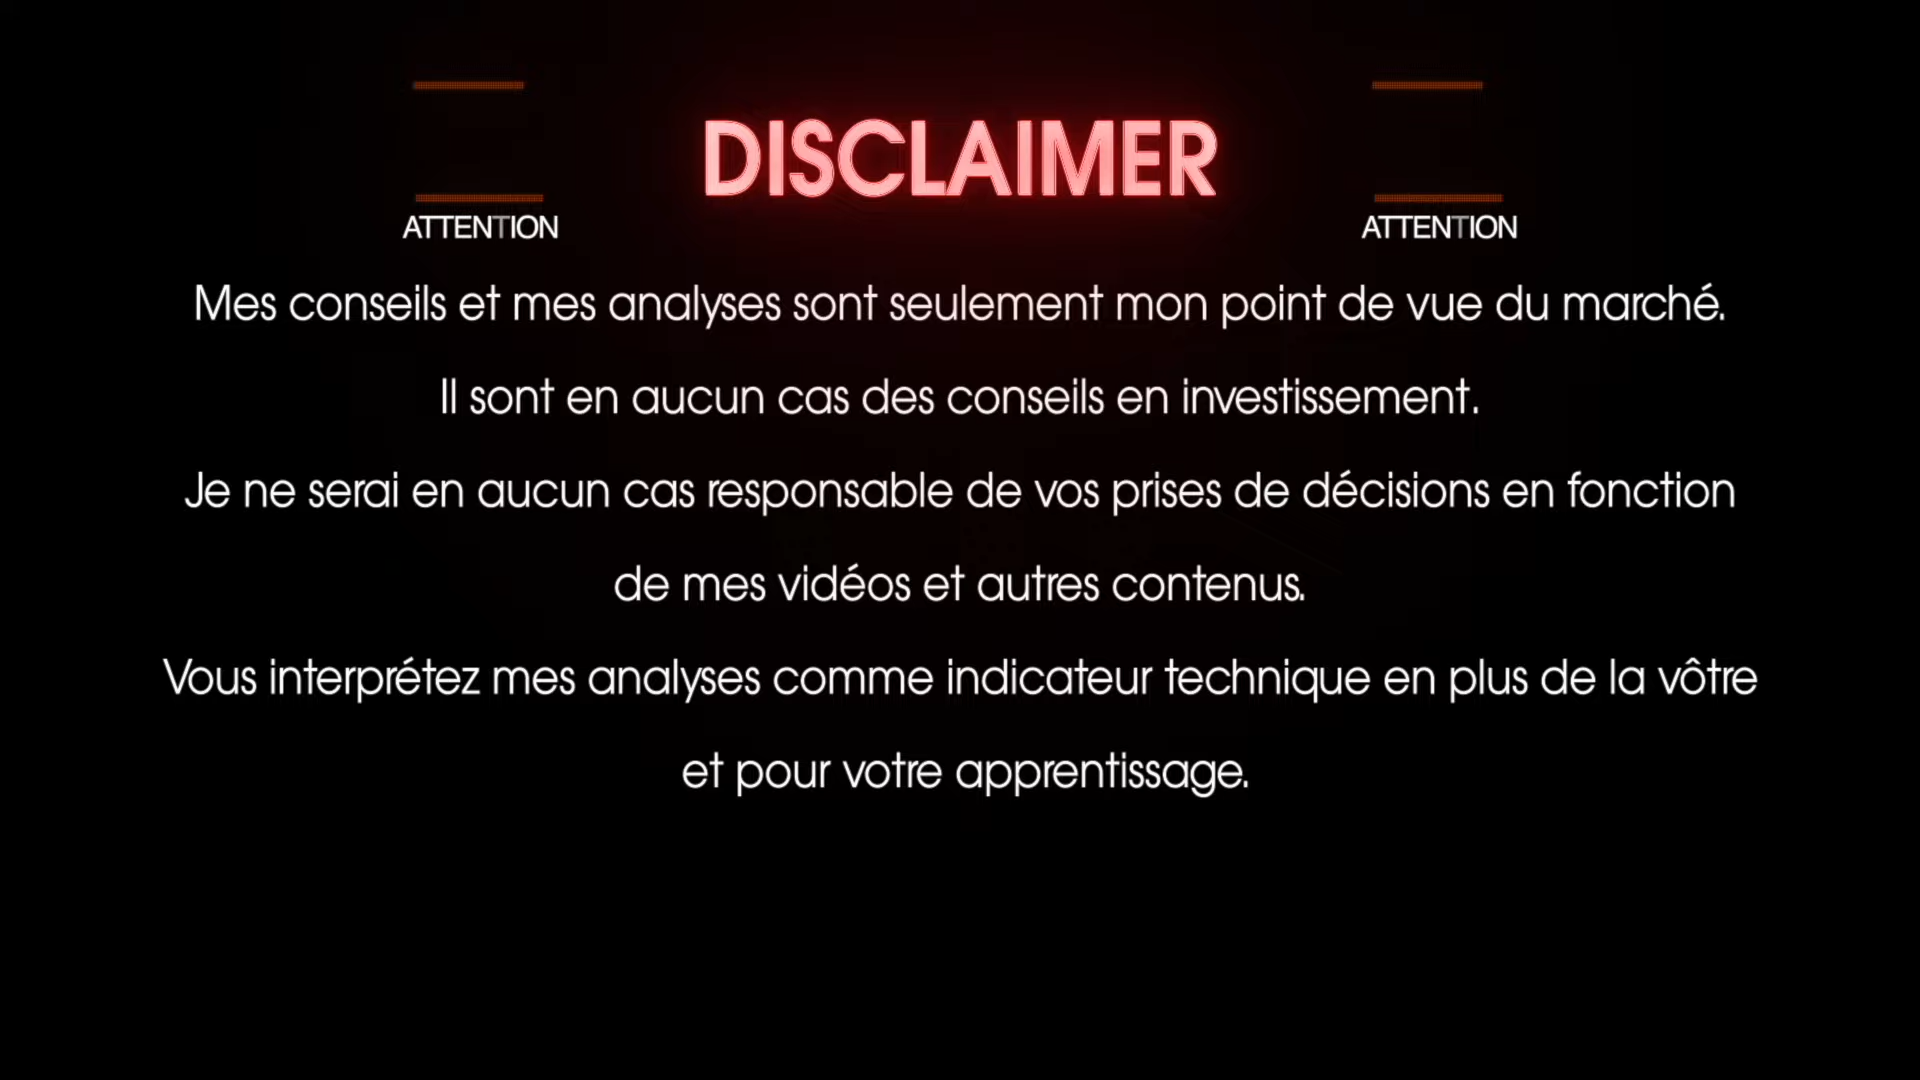 DISCLAIMER
ATTENTION
ATTENTION
Mes conseils et mes analyses sont seulement mon point de vue du marché.
Il sont en aucun cas des conseils en investissement.
Je ne serai en aucun cas responsable de vos prises de décisions en fonction
de mes vidéos et autres contenus.
Vous interprétez mes analyses comme indicateur technique en plus de la vôtre
et pour votre apprentissage.